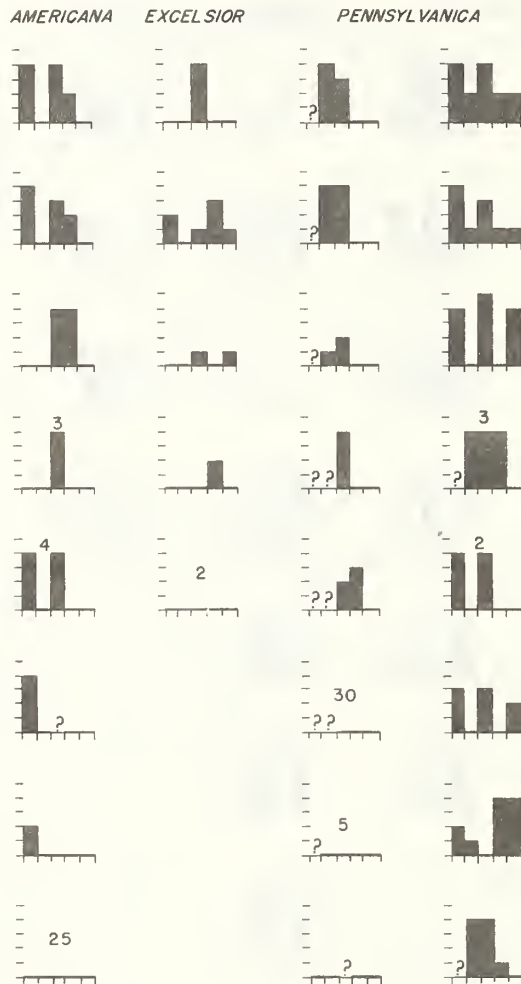 AMERICANA EXCELSIOR PENNSYLVANICA
?
?
?
3 ?? 3 ?
4 2 ?? 2
? 30 ??
5 ?
25 ? ?